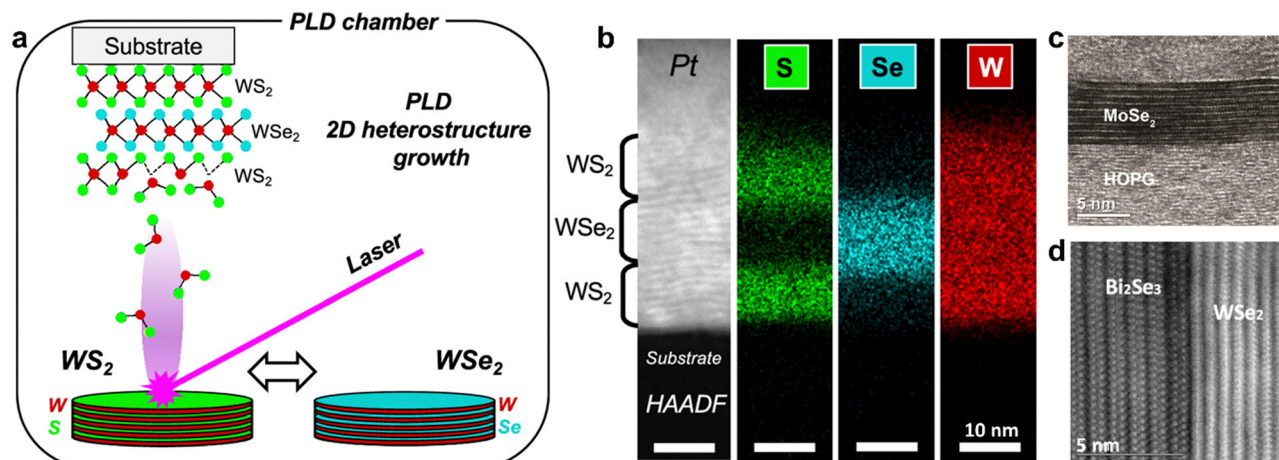 a
PLD chamber
Substrate
WS₂
WSe₂
WS₂
PLD
2D heterostructure
growth
Laser
WS₂
WSe₂
W
S
W
Se
b
Pt
S
Se
W
WS₂
WSe₂
WS₂
Substrate
HAADF
10 nm
c
MoSe₂
HOPG
5 nm
d
Bi₂Se₃
WSe₂
5 nm